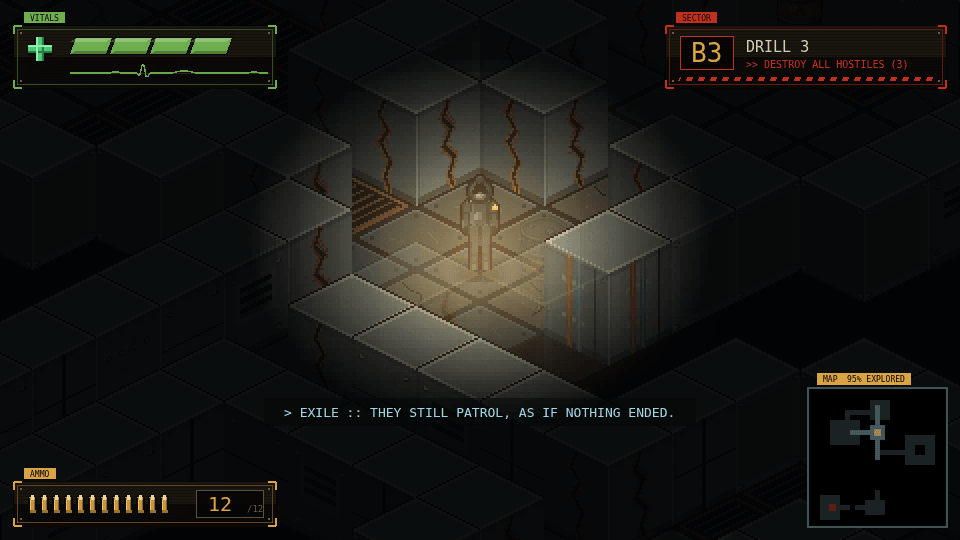 VITALS
SECTOR
B3
DRILL 3
>> DESTROY ALL HOSTILES (3)
MAP 95% EXPLORED
> EXILE :: THEY STILL PATROL, AS IF NOTHING ENDED.
AMMO
12 /12